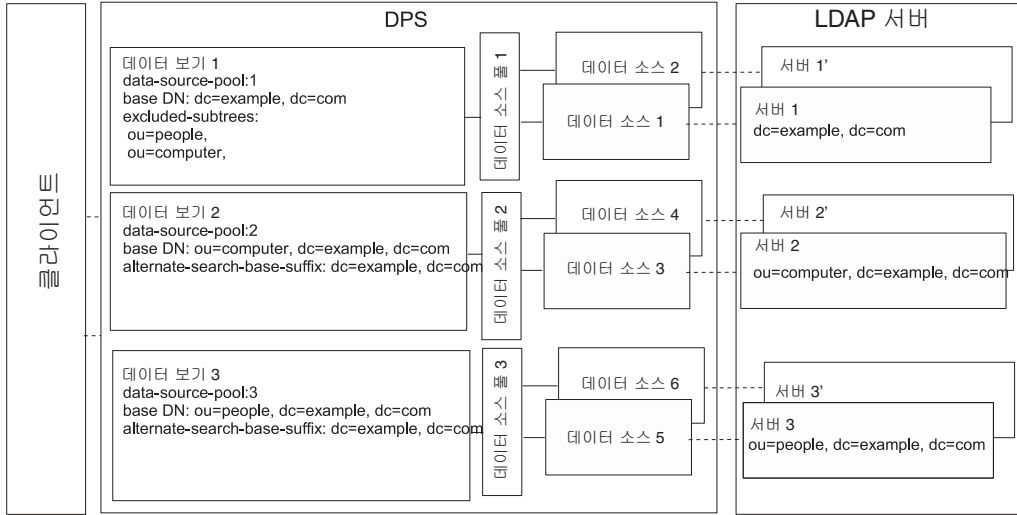 DPS
LDAP 서버
클라이언트
데이터 보기 1
data-source-pool:1
base DN: dc=example, dc=com
excluded-subtrees:
ou=people,
ou=computer,
데이터 소스 풀 1
데이터 소스 2
데이터 소스 1
서버 1'
서버 1
dc=example, dc=com
데이터 보기 2
data-source-pool:2
base DN: ou=computer, dc=example, dc=com
alternate-search-base-suffix: dc=example, dc=com
데이터 소스 풀2
데이터 소스 4
데이터 소스 3
서버 2'
서버 2
ou=computer, dc=example, dc=com
데이터 보기 3
data-source-pool:3
base DN: ou=people, dc=example, dc=com
alternate-search-base-suffix: dc=example, dc=com
데이터 소스 풀 3
데이터 소스 6
데이터 소스 5
서버 3'
서버 3
ou=people, dc=example, dc=com